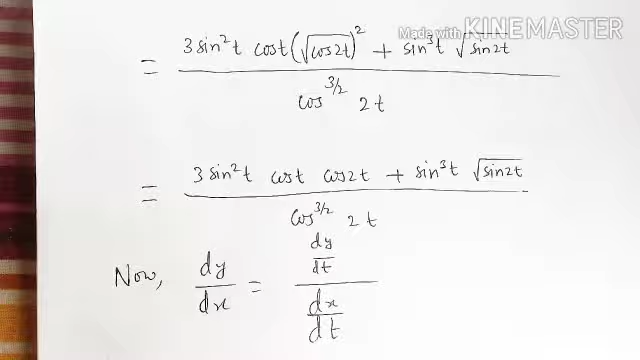 Made with KINEMASTER
= (3 sin²t cost (√cos2t)² + sin³t √sin2t) / (cos^3/2 2t)
= (3 sin²t cost cos2t + sin³t √sin2t) / (cos^3/2 2t)
Now, dy/dx = (dy/dt) / (dx/dt)